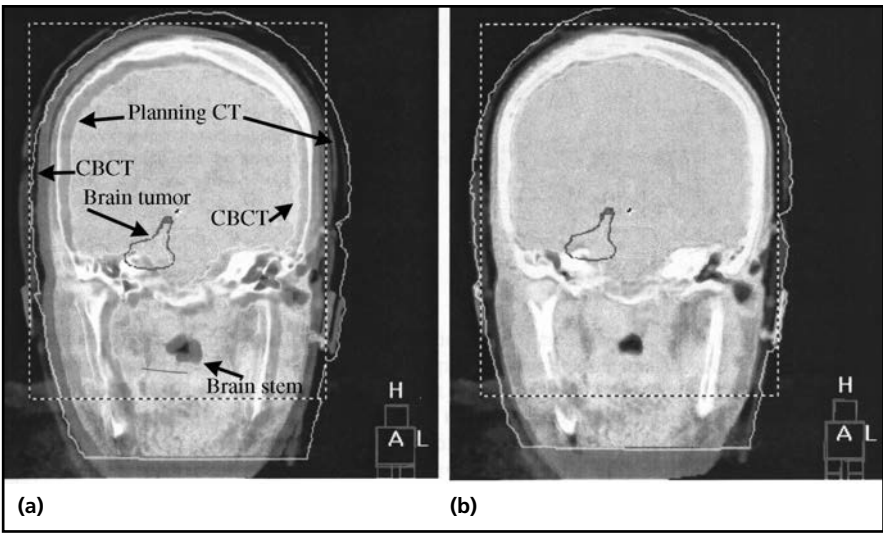 Planning CT
CBCT
Brain tumor
CBCT
Brain stem
H
A L
(a)
H
A L
(b)